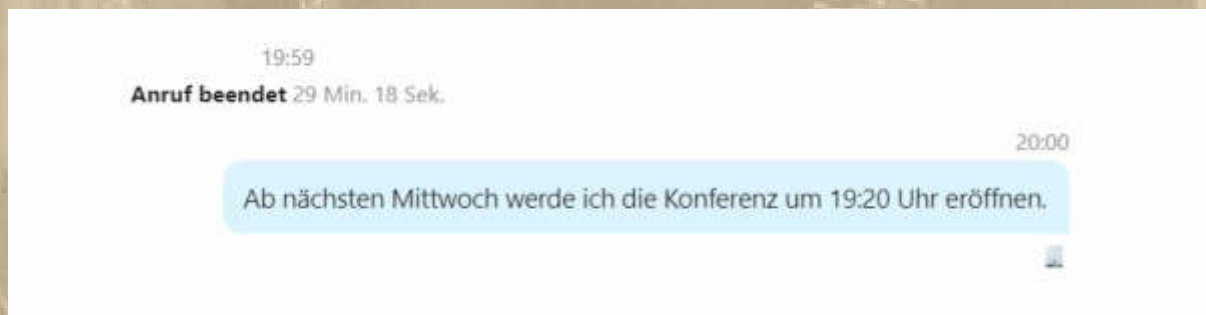 19:59
Anruf beendet 29 Min. 18 Sek.
20:00
Ab nächsten Mittwoch werde ich die Konferenz um 19:20 Uhr eröffnen.